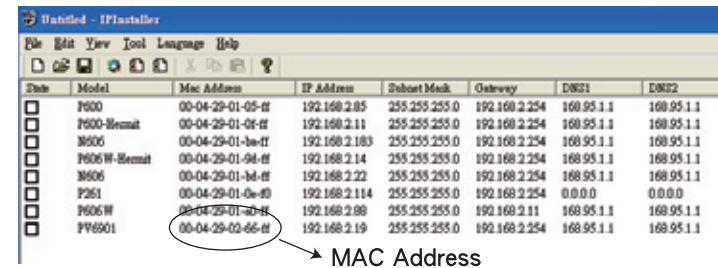 Untitled - IPInstaller
File Edit View Tool Language Help
State Model Mac Address IP Address Subnet Mask Gateway DNS1 DNS2
P600 00-04-29-01-05-ff 192.168.2.85 255.255.255.0 192.168.2.254 168.95.1.1 168.95.1.1
P600-Hermit 00-04-29-01-0f-ff 192.168.2.11 255.255.255.0 192.168.2.254 168.95.1.1 168.95.1.1
N606 00-04-29-01-ba-ff 192.168.2.183 255.255.255.0 192.168.2.254 168.95.1.1 168.95.1.1
P606W-Hermit 00-04-29-01-9d-ff 192.168.2.14 255.255.255.0 192.168.2.254 168.95.1.1 168.95.1.1
N606 00-04-29-01-bd-ff 192.168.2.22 255.255.255.0 192.168.2.254 168.95.1.1 168.95.1.1
P261 00-04-29-01-0e-f0 192.168.2.114 255.255.255.0 192.168.2.254 0.0.0.0 0.0.0.0
P606W 00-04-29-01-a0-ff 192.168.2.88 255.255.255.0 192.168.2.11 168.95.1.1 168.95.1.1
PV6901 00-04-29-02-66-ff 192.168.2.19 255.255.255.0 192.168.2.254 168.95.1.1 168.95.1.1
MAC Address